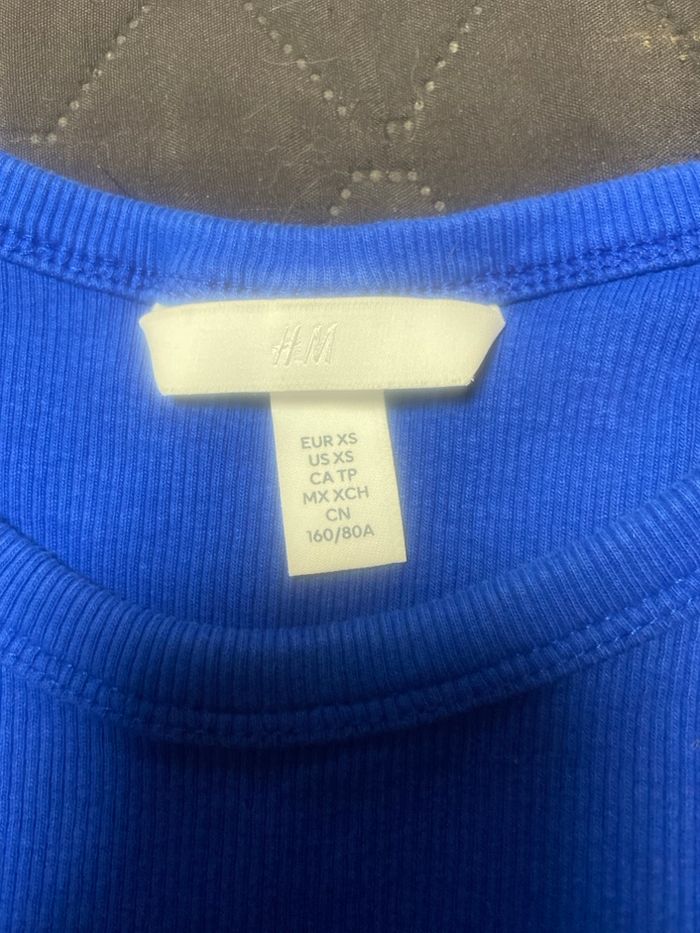 H&M
EUR XS
US XS
CA TP
MX XCH
CN
160/80A